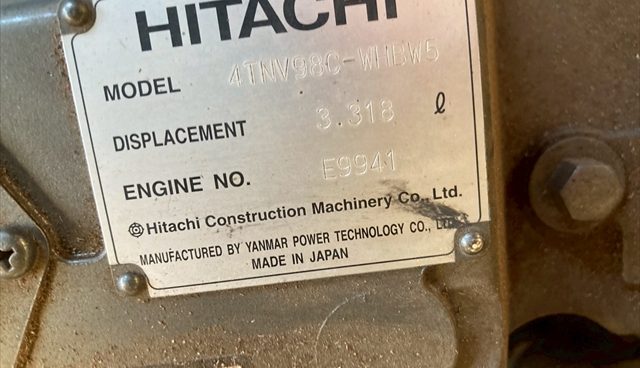 HITACHI
MODEL 4TNV98C-WHBW5
DISPLACEMENT 3.318 ℓ
ENGINE NO. E9941
Hitachi Construction Machinery Co., Ltd.
MANUFACTURED BY YANMAR POWER TECHNOLOGY CO., LTD.
MADE IN JAPAN